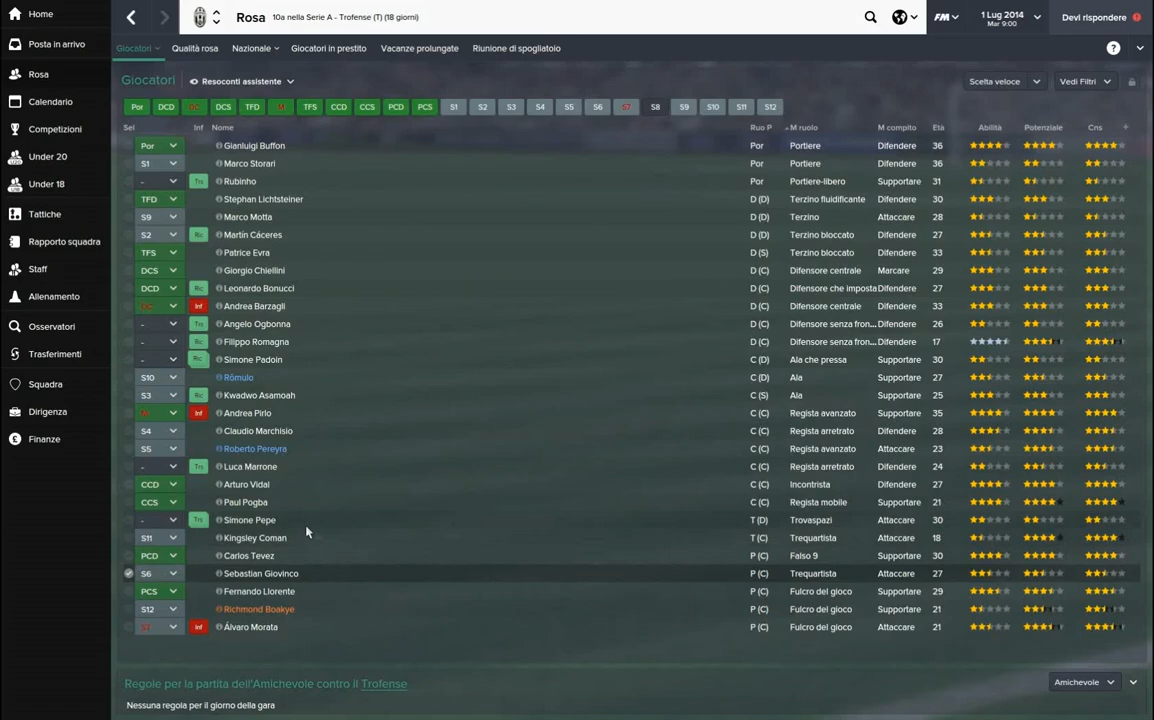 Home
Rosa 10a nella Serie A - Trofense (T) (18 giorni)
FM
1 Lug 2014
Mar 9:00
Devi rispondere
Posta in arrivo
Rosa
Calendario
Competizioni
Under 20
Under 18
Tattiche
Rapporto squadra
Staff
Allenamento
Osservatori
Trasferimenti
Squadra
Dirigenza
Finanze
Giocatori Qualità rosa Nazionale Giocatori in prestito Vacanze prolungate Riunione di spogliatoio ?
Giocatori Resoconti assistente Scelta veloce Vedi Filtri
Por DCD DC DCS TFD M TFS CCD CCS PCD PCS S1 S2 S3 S4 S5 S6 S7 S8 S9 S10 S11 S12
Sel Inf Nome Ruo P M ruolo M compito Età Abilità Potenziale Cns +
Por Gianluigi Buffon Por Portiere Difendere 36
S1 Marco Storari Por Portiere Difendere 36
- Trs Rubinho Por Portiere-libero Supportare 31
TFD Stephan Lichtsteiner D (D) Terzino fluidificante Difendere 30
S9 Marco Motta D (D) Terzino Attaccare 28
S2 Ric Martín Cáceres D (D) Terzino bloccato Difendere 27
TFS Patrice Evra D (S) Terzino bloccato Difendere 33
DCS Giorgio Chiellini D (C) Difensore centrale Marcare 29
DCD Ric Leonardo Bonucci D (C) Difensore che imposta Difendere 27
DC Inf Andrea Barzagli D (C) Difensore centrale Difendere 33
- Trs Angelo Ogbonna D (C) Difensore senza fron... Difendere 26
- Ric Filippo Romagna D (C) Difensore senza fron... Difendere 17
- Ric Simone Padoin C (D) Ala che pressa Supportare 30
S10 Rômulo C (D) Ala Supportare 27
S3 Ric Kwadwo Asamoah C (S) Ala Supportare 25
M Inf Andrea Pirlo C (C) Regista avanzato Supportare 35
S4 Claudio Marchisio C (C) Regista arretrato Difendere 28
S5 Roberto Pereyra C (C) Regista avanzato Attaccare 23
- Trs Luca Marrone C (C) Regista arretrato Difendere 24
CCD Arturo Vidal C (C) Incontrista Difendere 27
CCS Paul Pogba C (C) Regista mobile Supportare 21
- Trs Simone Pepe T (D) Trovaspazi Attaccare 30
S11 Kingsley Coman T (C) Trequartista Attaccare 18
PCD Carlos Tevez P (C) Falso 9 Supportare 30
S6 Sebastian Giovinco P (C) Trequartista Attaccare 27
PCS Fernando Llorente P (C) Fulcro del gioco Supportare 29
S12 Richmond Boakye P (C) Fulcro del gioco Supportare 21
S7 Inf Álvaro Morata P (C) Fulcro del gioco Attaccare 21
Regole per la partita dell'Amichevole contro il Trofense Amichevole
Nessuna regola per il giorno della gara